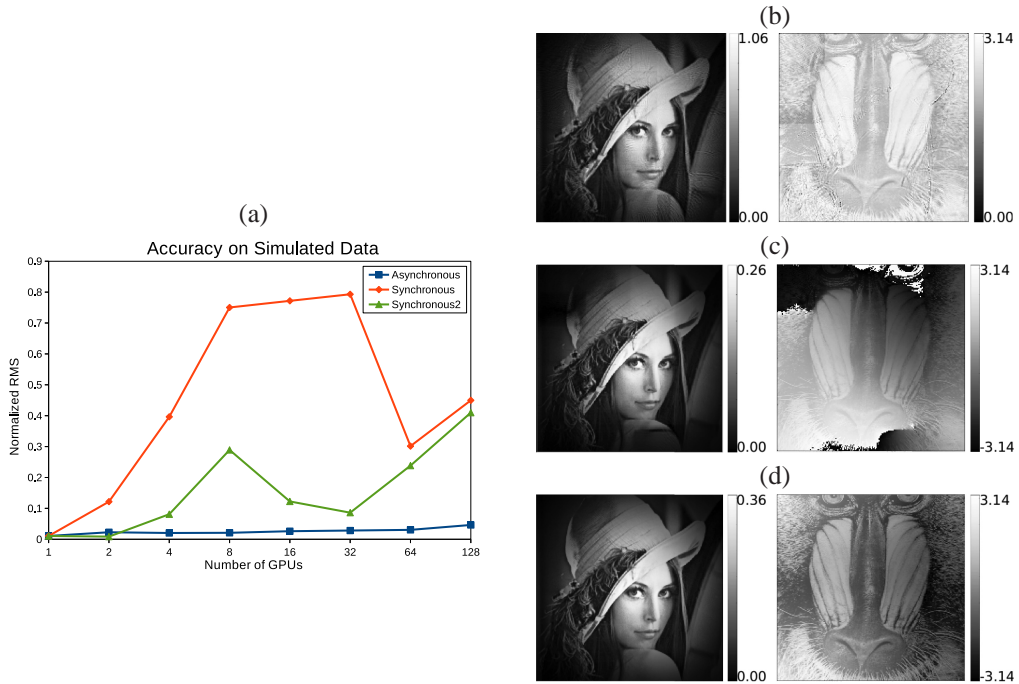 (a)
Accuracy on Simulated Data
Normalized RMS
0.9
0.8
0.7
0.6
0.5
0.4
0.3
0.2
0.1
0
Asynchronous
Synchronous
Synchronous2
1 2 4 8 16 32 64 128
Number of GPUs
(b)
1.06
0.00
3.14
0.00
(c)
0.26
0.00
3.14
-3.14
(d)
0.36
0.00
3.14
-3.14